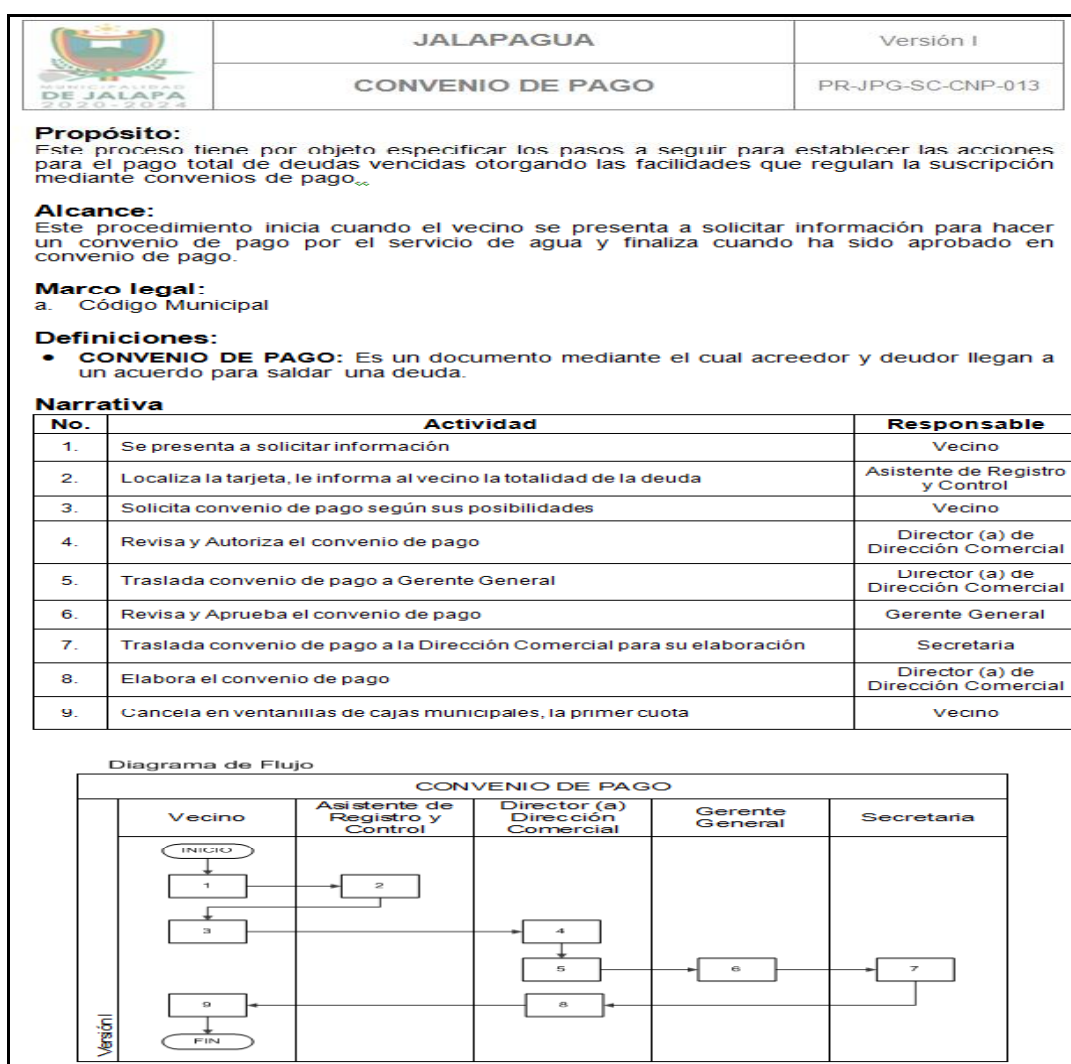 MUNICIPALIDAD
DE JALAPA
2020-2024
JALAPAGUA
Versión I
CONVENIO DE PAGO
PR-JPG-SC-CNP-013
Propósito:
Este proceso tiene por objeto especificar los pasos a seguir para establecer las acciones
para el pago total de deudas vencidas otorgando las facilidades que regulan la suscripción
mediante convenios de pago..
Alcance:
Este procedimiento inicia cuando el vecino se presenta a solicitar información para hacer
un convenio de pago por el servicio de agua y finaliza cuando ha sido aprobado en
convenio de pago.
Marco legal:
a. Código Municipal
Definiciones:
• CONVENIO DE PAGO: Es un documento mediante el cual acreedor y deudor llegan a
un acuerdo para saldar una deuda.
Narrativa
No. Actividad Responsable
1. Se presenta a solicitar información Vecino
2. Localiza la tarjeta, le informa al vecino la totalidad de la deuda Asistente de Registro
y Control
3. Solicita convenio de pago según sus posibilidades Vecino
4. Revisa y Autoriza el convenio de pago Director (a) de
Dirección Comercial
5. Traslada convenio de pago a Gerente General Director (a) de
Dirección Comercial
6. Revisa y Aprueba el convenio de pago Gerente General
7. Traslada convenio de pago a la Dirección Comercial para su elaboración Secretaria
8. Elabora el convenio de pago Director (a) de
Dirección Comercial
9. Cancela en ventanillas de cajas municipales, la primer cuota Vecino
Diagrama de Flujo
CONVENIO DE PAGO
Vecino
Asistente de
Registro y
Control
Director (a)
Dirección
Comercial
Gerente
General
Secretaria
INICIO
1
2
3
4
5
6
7
9
8
FIN
Versión I